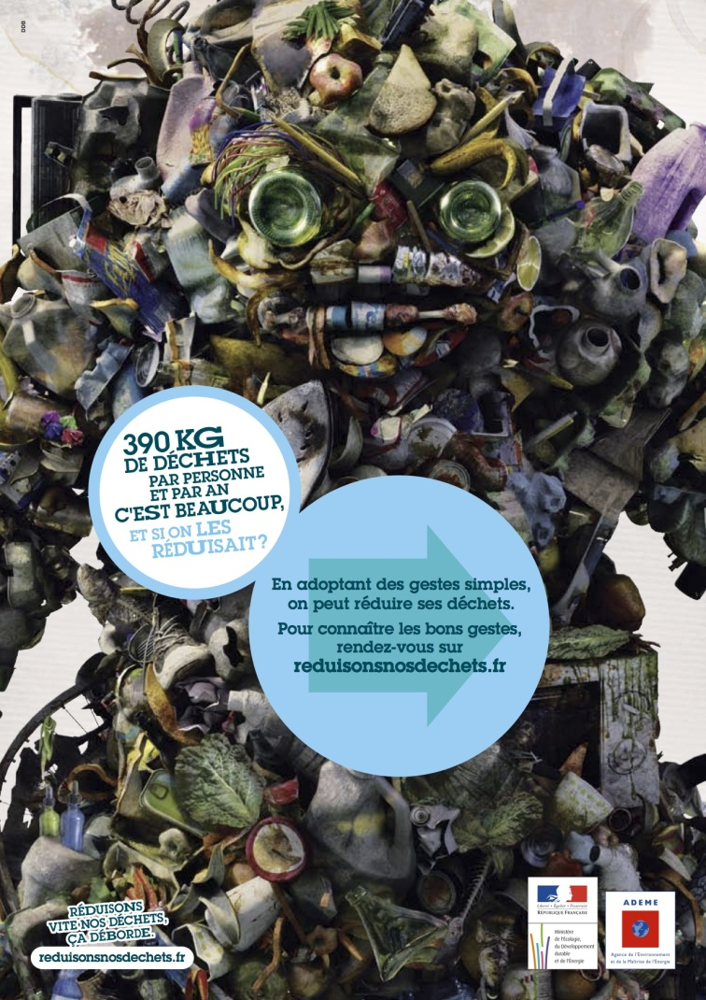 DDB
390 KG
DE DÉCHETS
PAR PERSONNE
ET PAR AN
C'EST BEAUCOUP,
ET SI ON LES
RÉDUISAIT?
En adoptant des gestes simples,
on peut réduire ses déchets.
Pour connaître les bons gestes,
rendez-vous sur
reduisonsnosdechets.fr
RÉDUISONS
VITE NOS DÉCHETS,
ÇA DÉBORDE.
reduisonsnosdechets.fr
Liberté • Égalité • Fraternité
RÉPUBLIQUE FRANÇAISE
Ministère
de l'Écologie,
du Développement
durable
et de l'Énergie
ADEME
Agence de l'Environnement
et de la Maîtrise de l'Energie